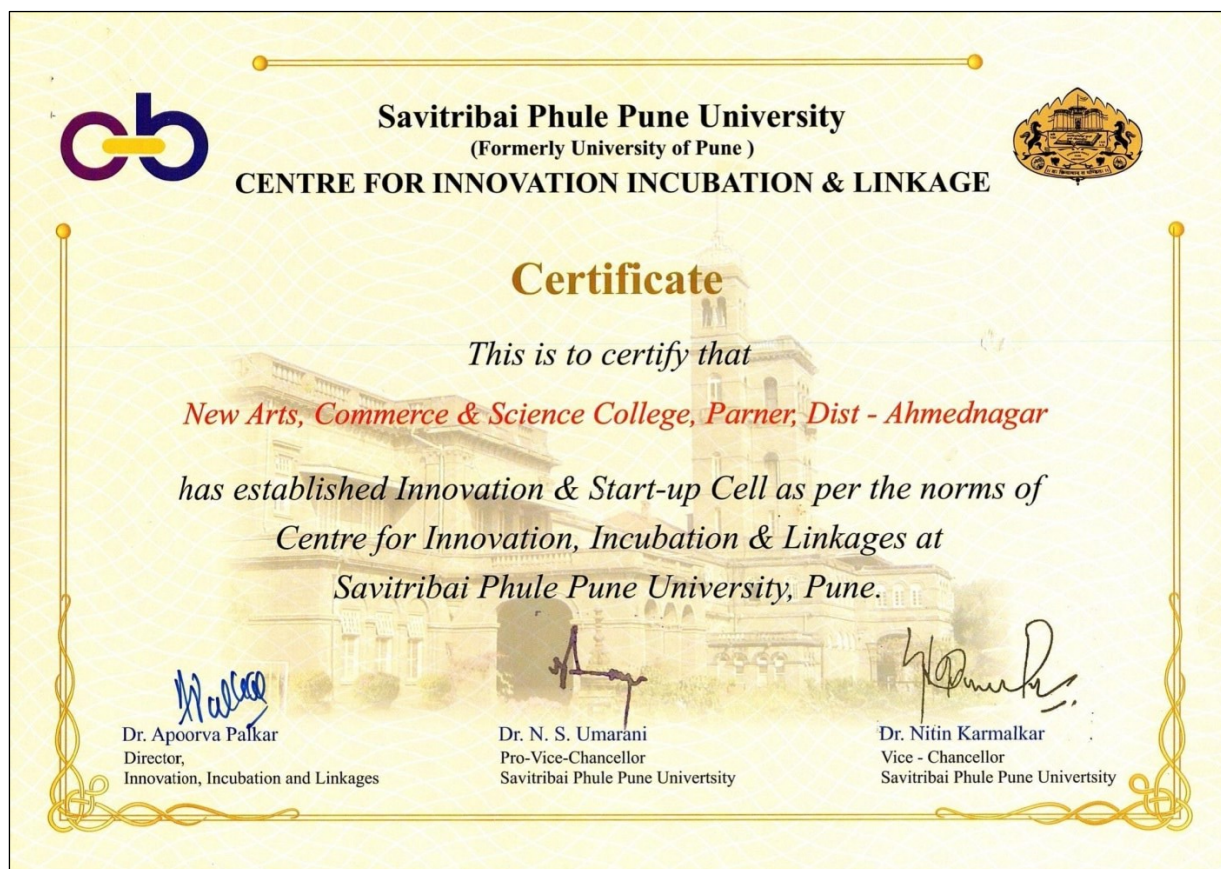 Savitribai Phule Pune University
(Formerly University of Pune )
CENTRE FOR INNOVATION INCUBATION & LINKAGE
Certificate
This is to certify that
New Arts, Commerce & Science College, Parner, Dist - Ahmednagar
has established Innovation & Start-up Cell as per the norms of
Centre for Innovation, Incubation & Linkages at
Savitribai Phule Pune University, Pune.
Dr. Apoorva Palkar
Director,
Innovation, Incubation and Linkages
Dr. N. S. Umarani
Pro-Vice-Chancellor
Savitribai Phule Pune Univertsity
Dr. Nitin Karmalkar
Vice - Chancellor
Savitribai Phule Pune Univertsity